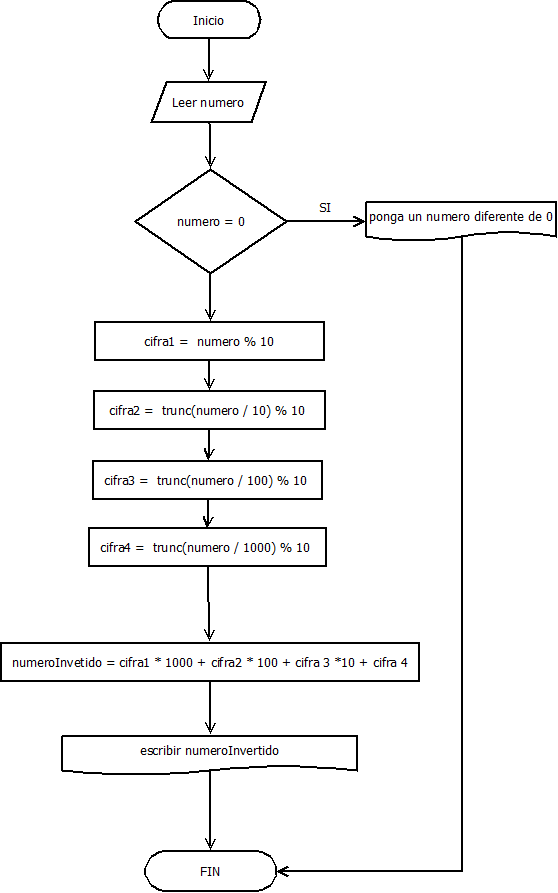 Inicio
Leer numero
numero = 0
SI
ponga un numero diferente de 0
cifra1 = numero % 10
cifra2 = trunc(numero / 10) % 10
cifra3 = trunc(numero / 100) % 10
cifra4 = trunc(numero / 1000) % 10
numeroInvetido = cifra1 * 1000 + cifra2 * 100 + cifra 3 *10 + cifra 4
escribir numeroInvertido
FIN